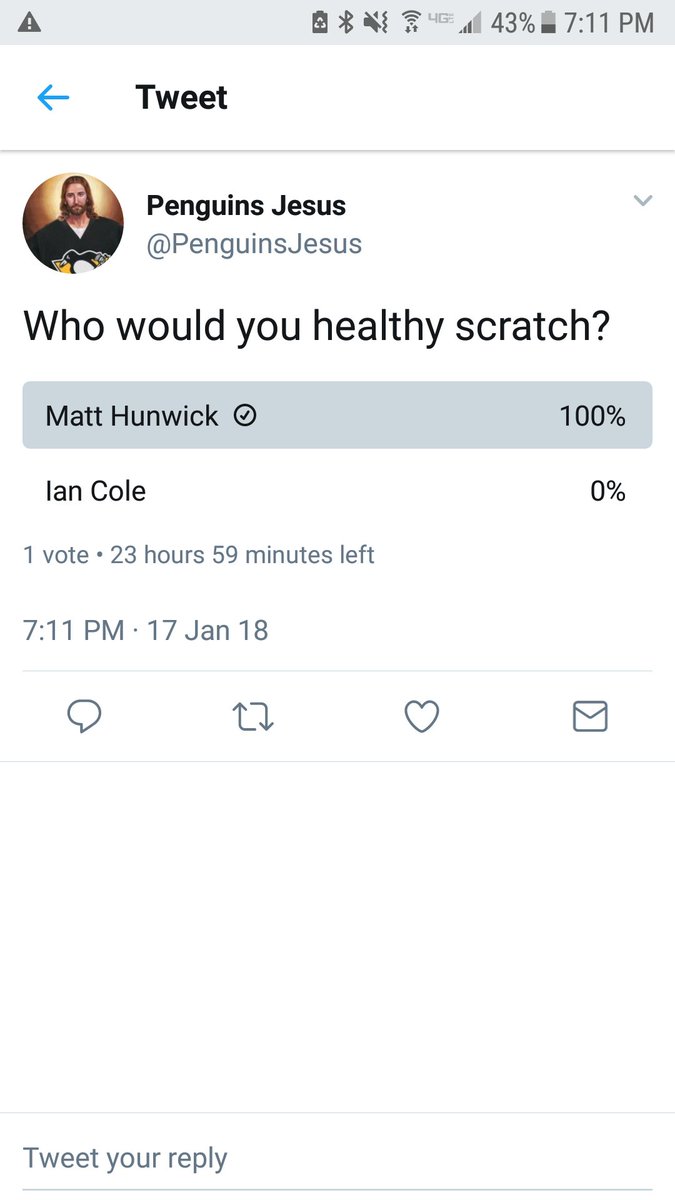 4GE 43% 7:11 PM
Tweet
Penguins Jesus
@PenguinsJesus
Who would you healthy scratch?
Matt Hunwick 100%
Ian Cole 0%
1 vote • 23 hours 59 minutes left
7:11 PM · 17 Jan 18
Tweet your reply